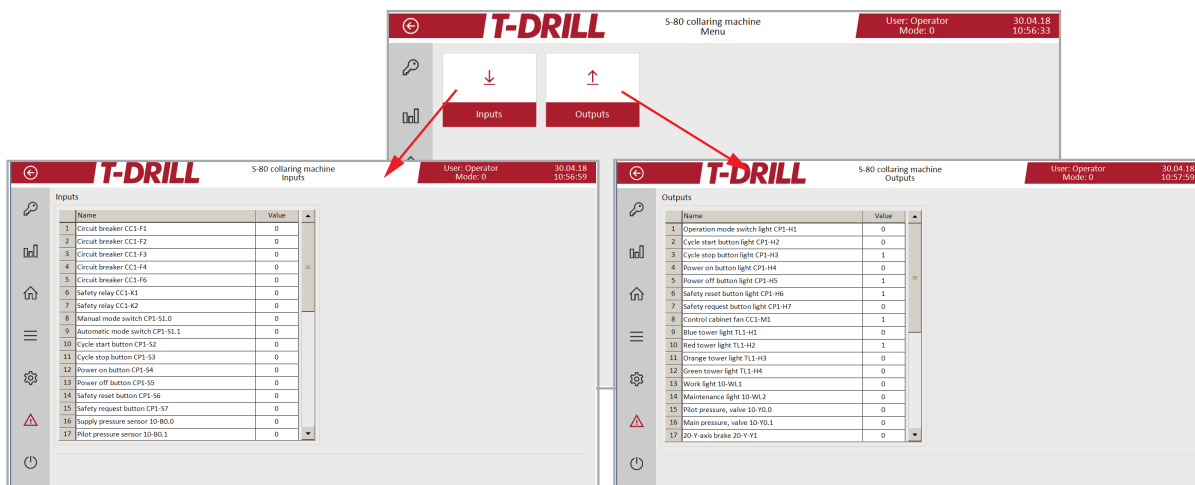 T-DRILL
S-80 collaring machine
Menu
User: Operator
Mode: 0
30.04.18
10:56:33
Inputs
Outputs
T-DRILL
S-80 collaring machine
Inputs
User: Operator
Mode: 0
30.04.18
10:56:59
Inputs
Name Value
1 Circuit breaker CC1-F1 0
2 Circuit breaker CC1-F2 0
3 Circuit breaker CC1-F3 0
4 Circuit breaker CC1-F4 0
5 Circuit breaker CC1-F6 0
6 Safety relay CC1-K1 0
7 Safety relay CC1-K2 0
8 Manual mode switch CP1-S1.0 0
9 Automatic mode switch CP1-S1.1 0
10 Cycle start button CP1-S2 0
11 Cycle stop button CP1-S3 0
12 Power on button CP1-S4 0
13 Power off button CP1-S5 0
14 Safety reset button CP1-S6 0
15 Safety request button CP1-S7 0
16 Supply pressure sensor 10-B0.0 0
17 Pilot pressure sensor 10-B0.1 0
T-DRILL
S-80 collaring machine
Outputs
User: Operator
Mode: 0
30.04.18
10:57:59
Outputs
Name Value
1 Operation mode switch light CP1-H1 0
2 Cycle start button light CP1-H2 0
3 Cycle stop button light CP1-H3 1
4 Power on button light CP1-H4 0
5 Power off button light CP1-H5 1
6 Safety reset button light CP1-H6 1
7 Safety request button light CP1-H7 0
8 Control cabinet fan CC1-M1 1
9 Blue tower light TL1-H1 0
10 Red tower light TL1-H2 1
11 Orange tower light TL1-H3 0
12 Green tower light TL1-H4 0
13 Work light 10-WL1 0
14 Maintenance light 10-WL2 0
15 Pilot pressure, valve 10-Y0.0 0
16 Main pressure, valve 10-Y0.1 0
17 20-Y-axis brake 20-Y-Y1 0